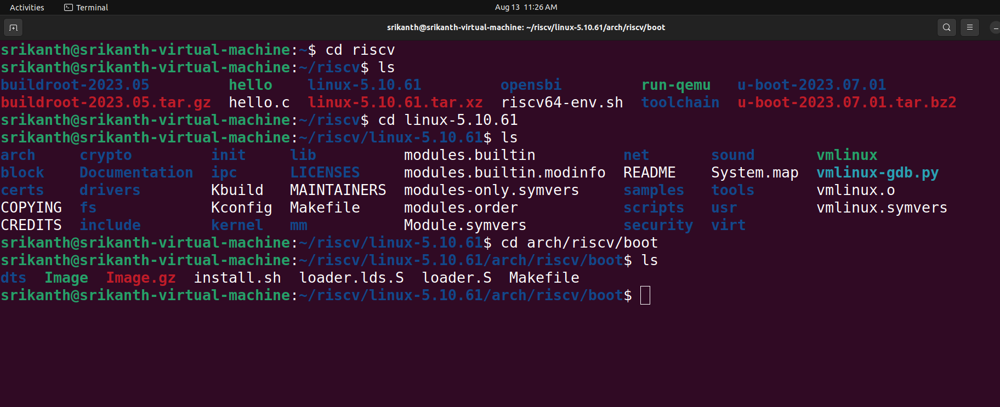 Activities Terminal Aug 13 11:26 AM
srikanth@srikanth-virtual-machine: ~/riscv/linux-5.10.61/arch/riscv/boot
srikanth@srikanth-virtual-machine:~$ cd riscv
srikanth@srikanth-virtual-machine:~/riscv$ ls
buildroot-2023.05 hello linux-5.10.61 opensbi run-qemu u-boot-2023.07.01
buildroot-2023.05.tar.gz hello.c linux-5.10.61.tar.xz riscv64-env.sh toolchain u-boot-2023.07.01.tar.bz2
srikanth@srikanth-virtual-machine:~/riscv$ cd linux-5.10.61
srikanth@srikanth-virtual-machine:~/riscv/linux-5.10.61$ ls
arch crypto init lib modules.builtin net sound vmlinux
block Documentation ipc LICENSES modules.builtin.modinfo README System.map vmlinux-gdb.py
certs drivers Kbuild MAINTAINERS modules-only.symvers samples tools vmlinux.o
COPYING fs Kconfig Makefile modules.order scripts usr vmlinux.symvers
CREDITS include kernel mm Module.symvers security virt
srikanth@srikanth-virtual-machine:~/riscv/linux-5.10.61$ cd arch/riscv/boot
srikanth@srikanth-virtual-machine:~/riscv/linux-5.10.61/arch/riscv/boot$ ls
dts Image Image.gz install.sh loader.lds.S loader.S Makefile
srikanth@srikanth-virtual-machine:~/riscv/linux-5.10.61/arch/riscv/boot$